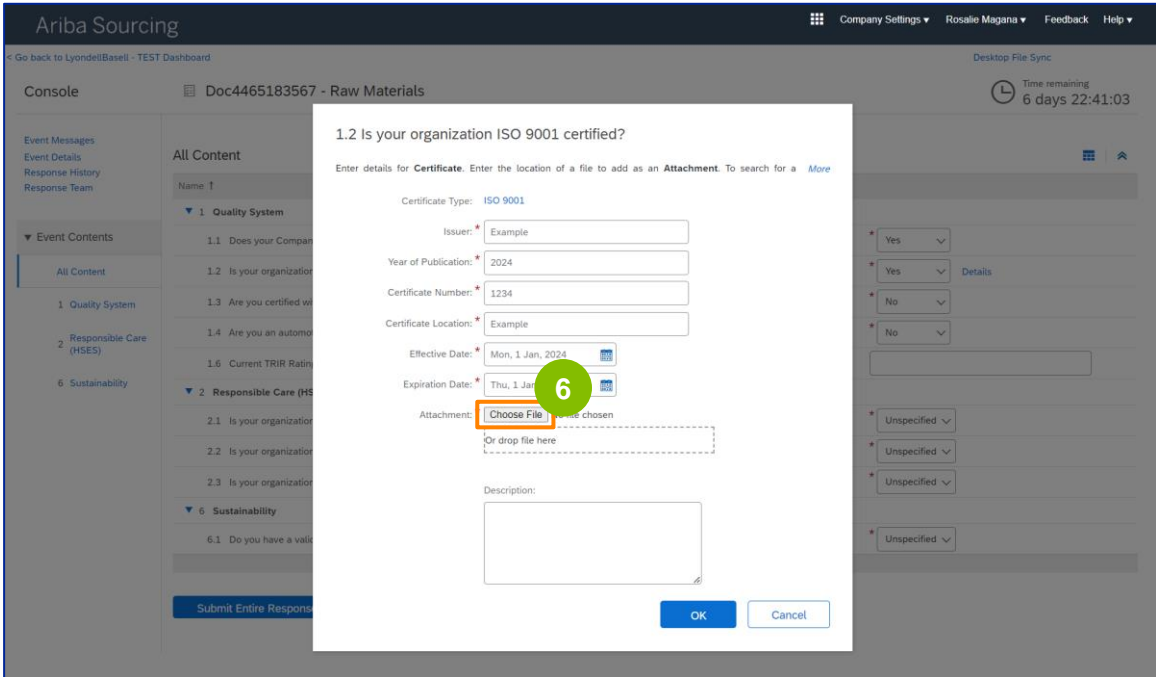 Ariba Sourcing
Company Settings ▾ Rosalie Magana ▾ Feedback Help ▾
< Go back to LyondellBasell - TEST Dashboard
Desktop File Sync
Console
Doc4465183567 - Raw Materials
Time remaining
6 days 22:41:03
Event Messages
Event Details
Response History
Response Team
▼ Event Contents
All Content
1 Quality System
2 Responsible Care (HSES)
6 Sustainability
All Content
Name ↑
▼ 1 Quality System
1.1 Does your Compan
* Yes
1.2 Is your organization
* Yes Details
1.3 Are you certified wi
* No
1.4 Are you an automo
* No
1.6 Current TRIR Rating
▼ 2 Responsible Care (HS
2.1 Is your organization
* Unspecified
2.2 Is your organization
* Unspecified
2.3 Is your organization
* Unspecified
▼ 6 Sustainability
6.1 Do you have a valid
* Unspecified
Submit Entire Response
1.2 Is your organization ISO 9001 certified?
Enter details for Certificate. Enter the location of a file to add as an Attachment. To search for a More
Certificate Type: ISO 9001
Issuer: * Example
Year of Publication: * 2024
Certificate Number: * 1234
Certificate Location: * Example
Effective Date: * Mon, 1 Jan, 2024
Expiration Date: * Thu, 1 Jan
6
Attachment: Choose File file chosen
Or drop file here
Description:
OK Cancel